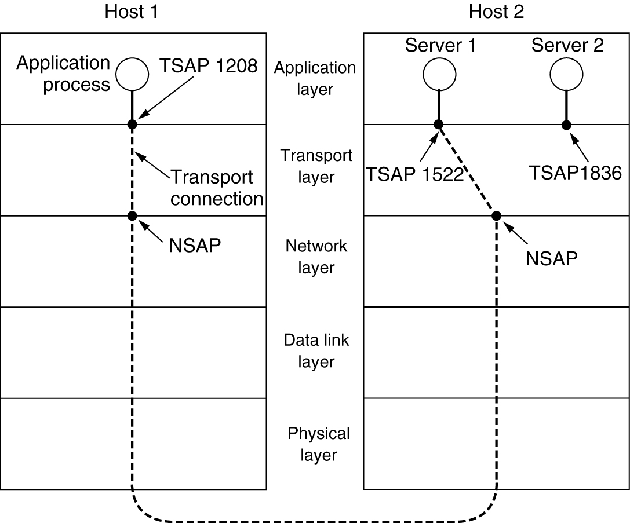 Host 1
Host 2
Application
process
TSAP 1208
Application
layer
Server 1
Server 2
Transport
connection
Transport
layer
TSAP 1522
TSAP1836
NSAP
Network
layer
NSAP
Data link
layer
Physical
layer